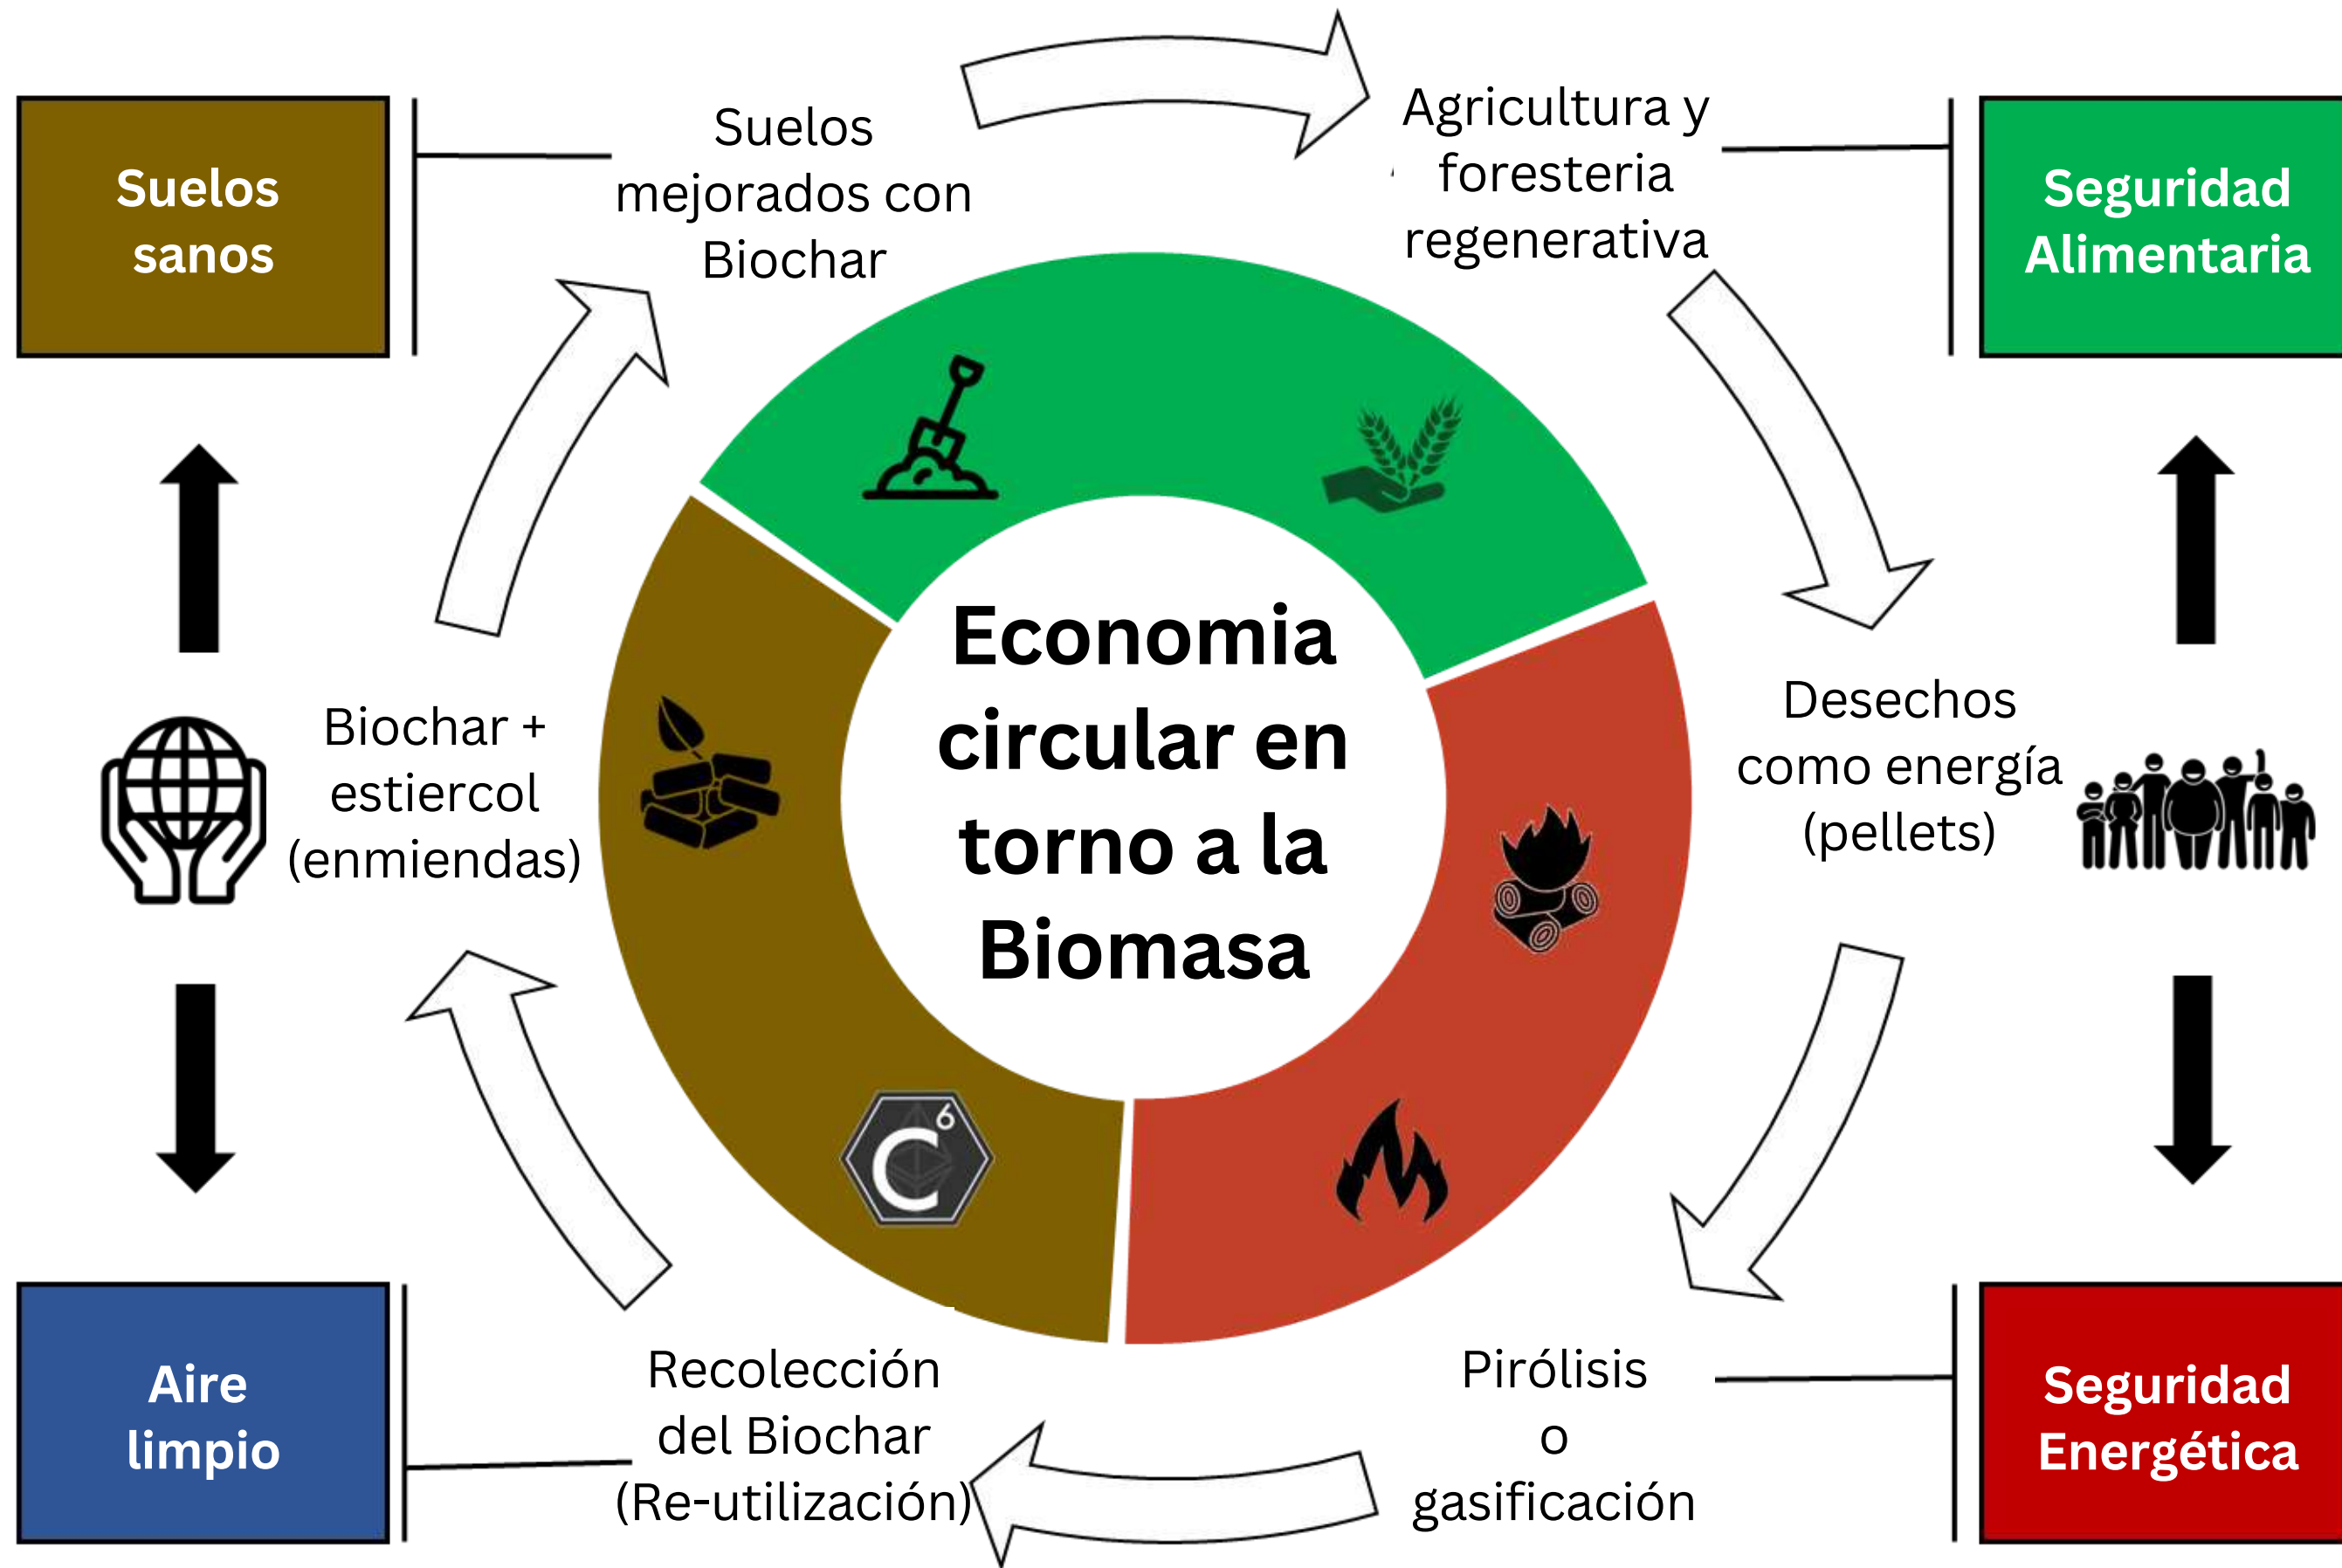 Suelos
sanos
Suelos
mejorados con
Biochar
Agricultura y
foresteria
regenerativa
Seguridad
Alimentaria
Economia
circular en
torno a la
Biomasa
Biochar +
estiercol
(enmiendas)
Desechos
como energía
(pellets)
C
6
Aire
limpio
Recolección
del Biochar
(Re-utilización)
Pirólisis
o
gasificación
Seguridad
Energética